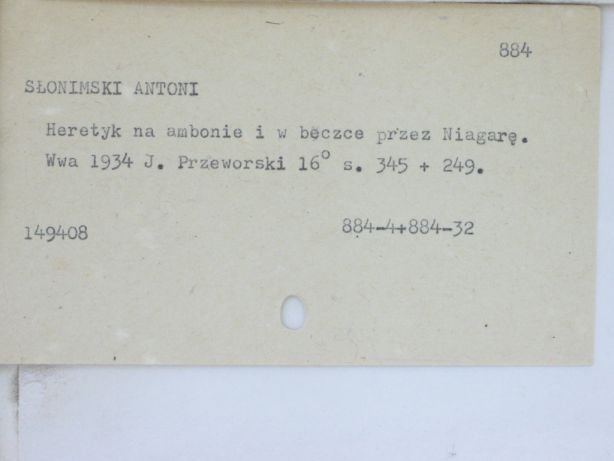 884
SŁONIMSKI ANTONI
Heretyk na ambonie i w beczce przez Niagarę.
Wwa 1934 J. Przeworski 16° s. 345 + 249.
149408 884-4+884-32